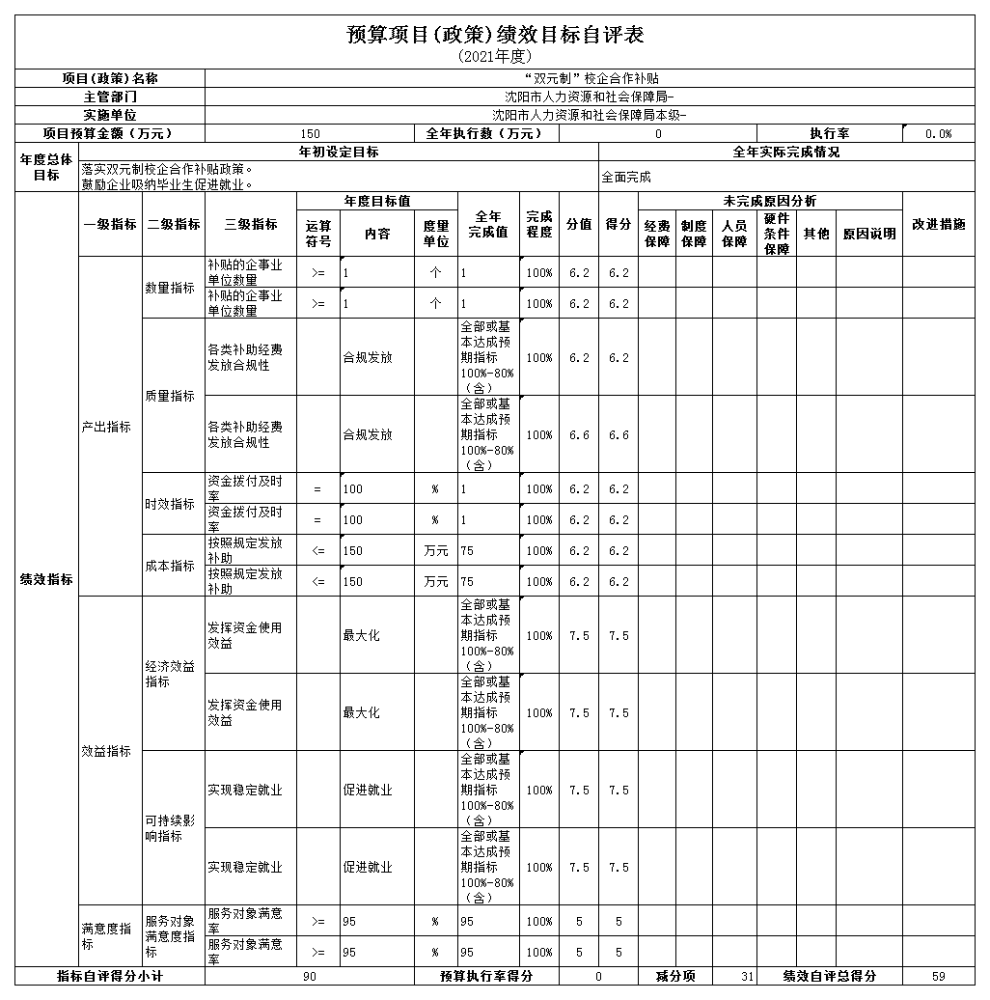 预算项目(政策)绩效目标自评表
(2021年度)
项目(政策)名称 “双元制”校企合作补贴
主管部门 沈阳市人力资源和社会保障局-
实施单位 沈阳市人力资源和社会保障局本级-
项目预算金额(万元) 150 全年执行数(万元) 0 执行率 0.0%
年度总体目标 年初设定目标 全年实际完成情况
落实双元制校企合作补贴政策。
鼓励企业吸纳毕业生促进就业。
全面完成
绩效指标 一级指标 二级指标 三级指标 年度目标值 全年完成值 完成程度 分值 得分 未完成原因分析 改进措施
运算符号 内容 度量单位 经费保障 制度保障 人员保障 硬件条件保障 其他 原因说明
产出指标 数量指标 补贴的企事业单位数量 >= 1 个 1 100% 6.2 6.2
补贴的企事业单位数量 >= 1 个 1 100% 6.2 6.2
质量指标 各类补助经费发放合规性 合规发放 全部或基本达成预期指标100%-80%(含) 100% 6.2 6.2
各类补助经费发放合规性 合规发放 全部或基本达成预期指标100%-80%(含) 100% 6.6 6.6
时效指标 资金拨付及时率 = 100 % 1 100% 6.2 6.2
资金拨付及时率 = 100 % 1 100% 6.2 6.2
成本指标 按照规定发放补助 <= 150 万元 75 100% 6.2 6.2
按照规定发放补助 <= 150 万元 75 100% 6.2 6.2
效益指标 经济效益指标 发挥资金使用效益 最大化 全部或基本达成预期指标100%-80%(含) 100% 7.5 7.5
发挥资金使用效益 最大化 全部或基本达成预期指标100%-80%(含) 100% 7.5 7.5
可持续影响指标 实现稳定就业 促进就业 全部或基本达成预期指标100%-80%(含) 100% 7.5 7.5
实现稳定就业 促进就业 全部或基本达成预期指标100%-80%(含) 100% 7.5 7.5
满意度指标 服务对象满意度指标 服务对象满意率 >= 95 % 95 100% 5 5
服务对象满意率 >= 95 % 95 100% 5 5
指标自评得分小计 90 预算执行率得分 0 减分项 31 绩效自评总得分 59